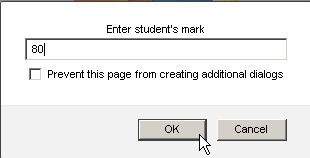 Enter student's mark
80
Prevent this page from creating additional dialogs
OK Cancel